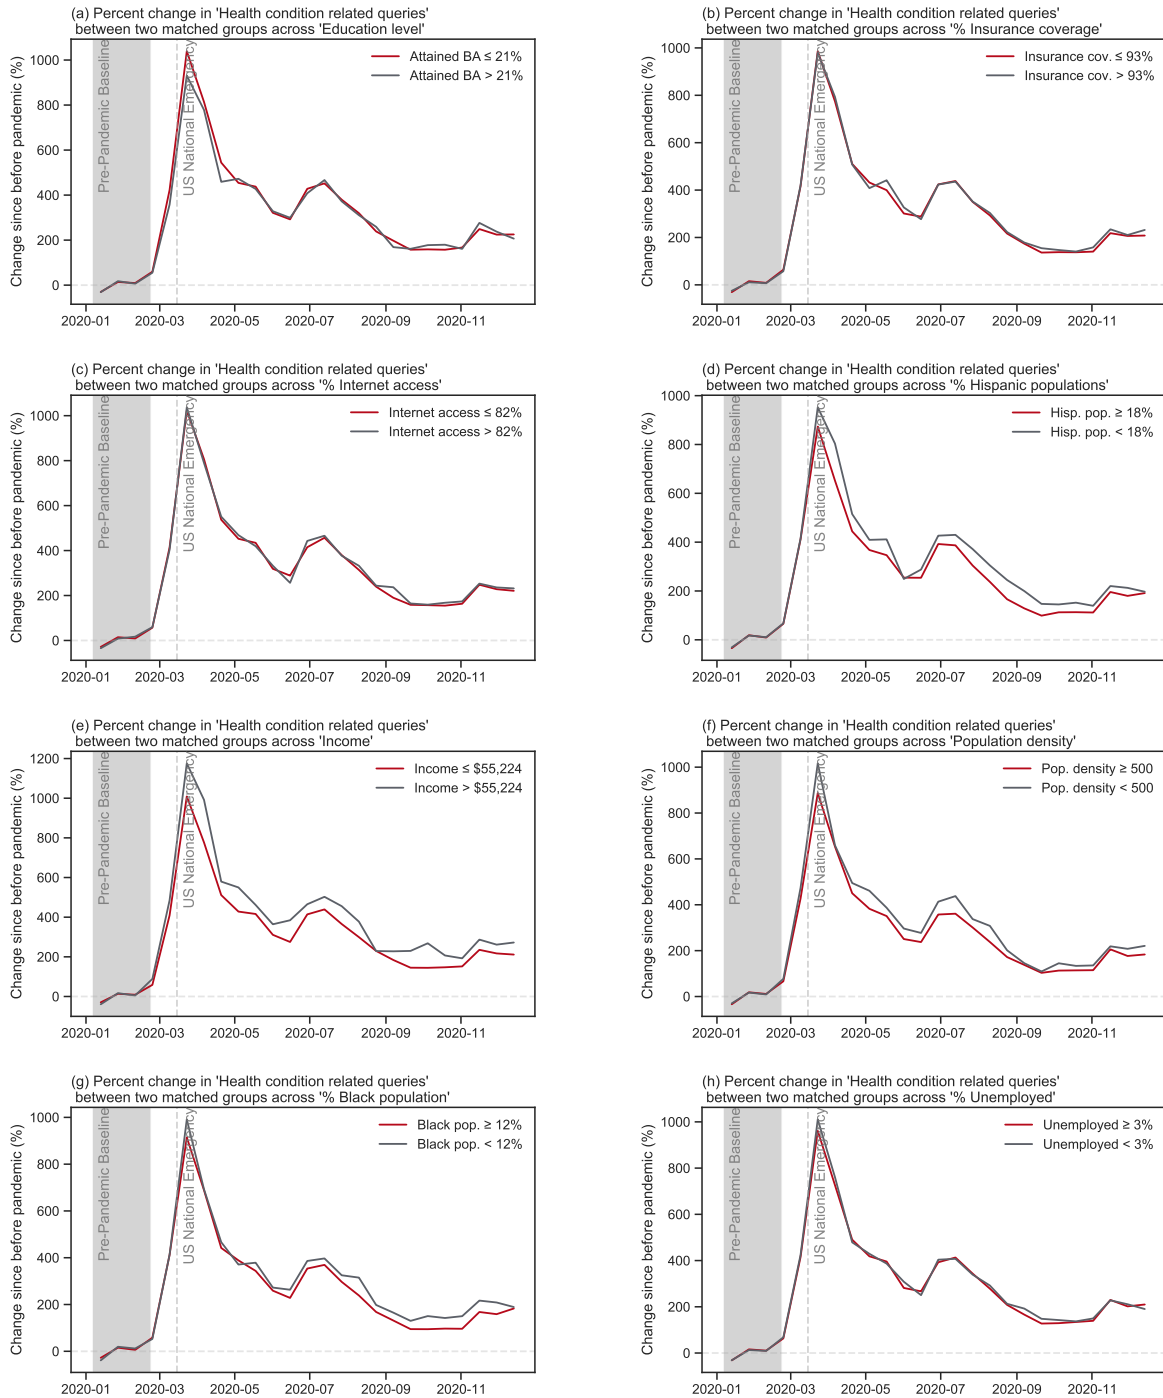 (a) Percent change in 'Health condition related queries'
between two matched groups across 'Education level'
Change since before pandemic (%)
1000
800
600
400
200
0
Pre-Pandemic Baseline
US National Emergency
Attained BA ≤ 21%
Attained BA > 21%
2020-01 2020-03 2020-05 2020-07 2020-09 2020-11
(b) Percent change in 'Health condition related queries'
between two matched groups across '% Insurance coverage'
Change since before pandemic (%)
1000
800
600
400
200
0
Pre-Pandemic Baseline
US National Emergency
Insurance cov. ≤ 93%
Insurance cov. > 93%
2020-01 2020-03 2020-05 2020-07 2020-09 2020-11
(c) Percent change in 'Health condition related queries'
between two matched groups across '% Internet access'
Change since before pandemic (%)
1000
800
600
400
200
0
Pre-Pandemic Baseline
US National Emergency
Internet access ≤ 82%
Internet access > 82%
2020-01 2020-03 2020-05 2020-07 2020-09 2020-11
(d) Percent change in 'Health condition related queries'
between two matched groups across '% Hispanic populations'
Change since before pandemic (%)
1000
800
600
400
200
0
Pre-Pandemic Baseline
US National Emergency
Hisp. pop. ≥ 18%
Hisp. pop. < 18%
2020-01 2020-03 2020-05 2020-07 2020-09 2020-11
(e) Percent change in 'Health condition related queries'
between two matched groups across 'Income'
Change since before pandemic (%)
1200
1000
800
600
400
200
0
Pre-Pandemic Baseline
US National Emergency
Income ≤ $55,224
Income > $55,224
2020-01 2020-03 2020-05 2020-07 2020-09 2020-11
(f) Percent change in 'Health condition related queries'
between two matched groups across 'Population density'
Change since before pandemic (%)
1000
800
600
400
200
0
Pre-Pandemic Baseline
US National Emergency
Pop. density ≥ 500
Pop. density < 500
2020-01 2020-03 2020-05 2020-07 2020-09 2020-11
(g) Percent change in 'Health condition related queries'
between two matched groups across '% Black population'
Change since before pandemic (%)
1000
800
600
400
200
0
Pre-Pandemic Baseline
US National Emergency
Black pop. ≥ 12%
Black pop. < 12%
2020-01 2020-03 2020-05 2020-07 2020-09 2020-11
(h) Percent change in 'Health condition related queries'
between two matched groups across '% Unemployed'
Change since before pandemic (%)
1000
800
600
400
200
0
Pre-Pandemic Baseline
US National Emergency
Unemployed ≥ 3%
Unemployed < 3%
2020-01 2020-03 2020-05 2020-07 2020-09 2020-11